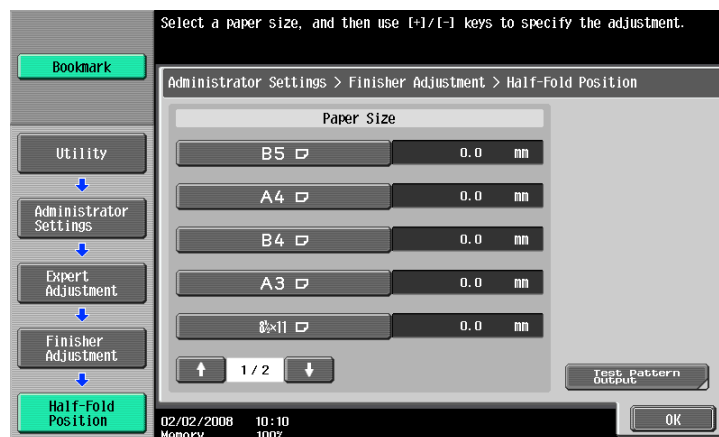 Select a paper size, and then use [+]/[-] keys to specify the adjustment.
Bookmark
Administrator Settings > Finisher Adjustment > Half-Fold Position
Paper Size
B5 0.0 mm
A4 0.0 mm
B4 0.0 mm
A3 0.0 mm
8½×11 0.0 mm
1/2
Utility
Administrator
Settings
Expert
Adjustment
Finisher
Adjustment
Half-Fold
Position
Test Pattern
Output
02/02/2008 10:10
Memory 100%
OK